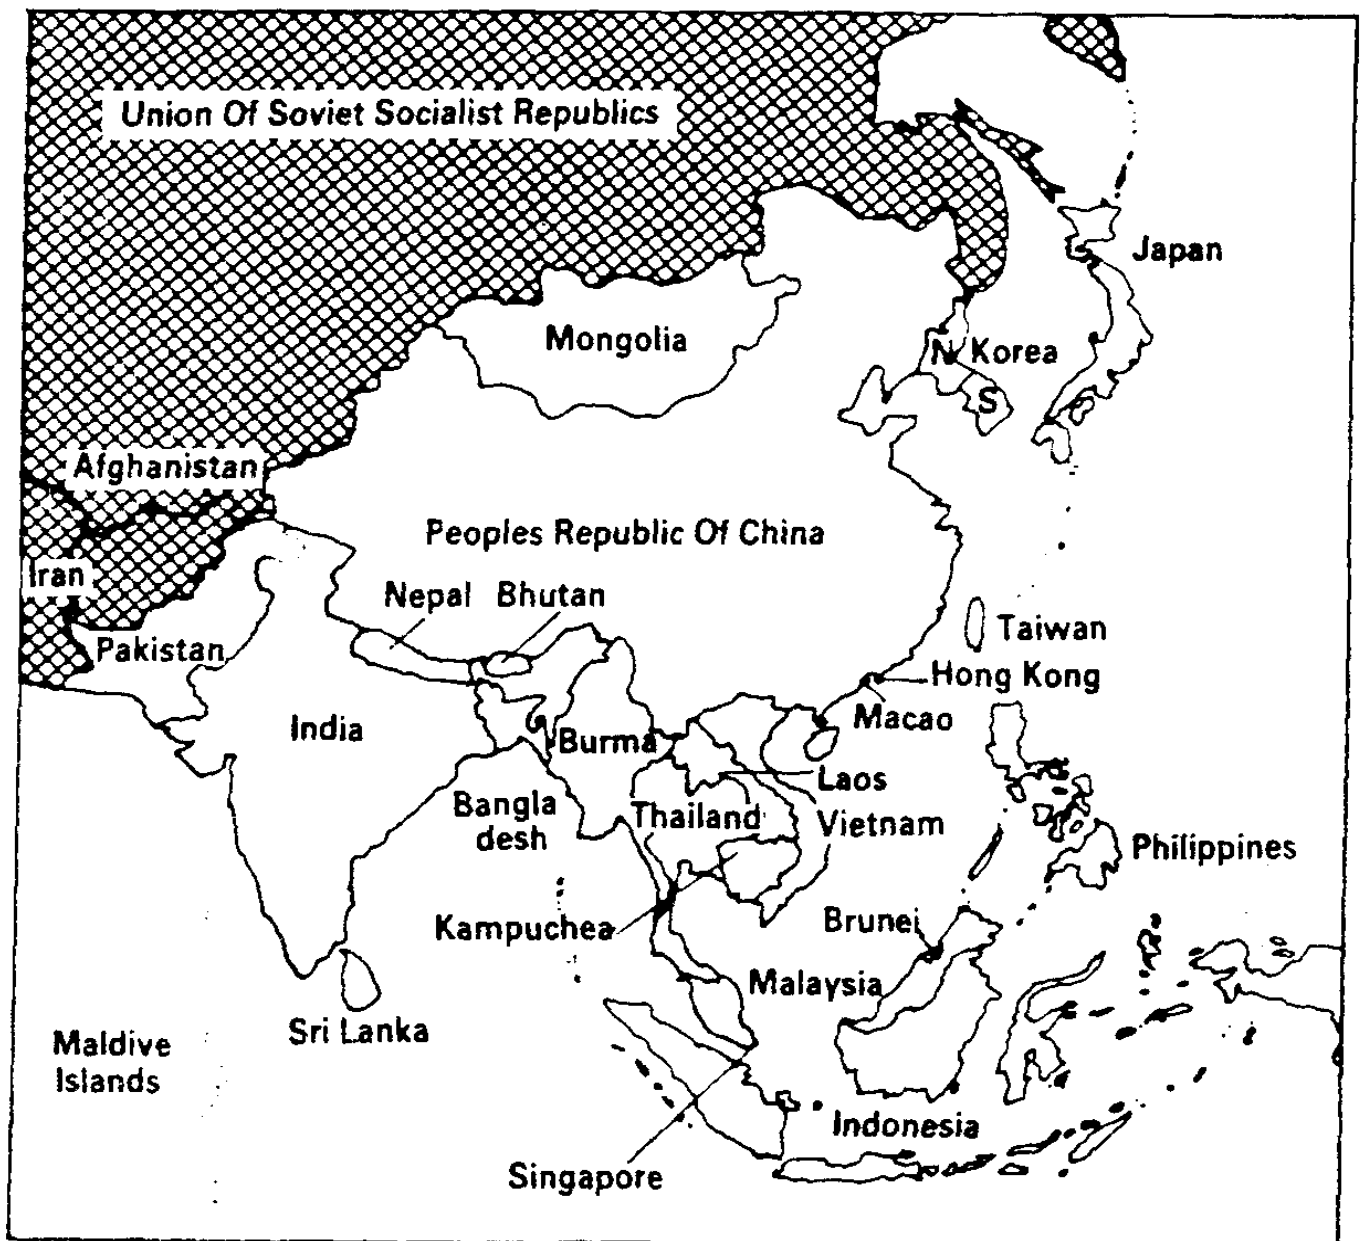 Union Of Soviet Socialist Republics
Japan
Mongolia
N Korea
S
Afghanistan
Peoples Republic Of China
Iran
Nepal Bhutan
Taiwan
Pakistan
Hong Kong
Macao
India
Burma
Laos
Bangla
desh
Thailand
Vietnam
Philippines
Kampuchea
Brunei
Malaysia
Sri Lanka
Maldive
Islands
Indonesia
Singapore